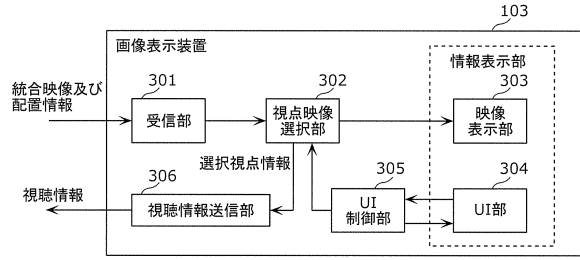 103
画像表示装置
情報表示部
統合映像及び
配置情報
301
受信部
302
視点映像
選択部
303
映像
表示部
選択視点情報
306
視聴情報
視聴情報送信部
305
UI
制御部
304
UI部